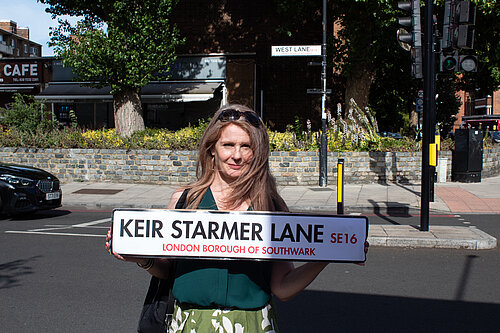 CAFE
WEST LANE
KEIR STARMER LANE SE16
LONDON BOROUGH OF SOUTHWARK